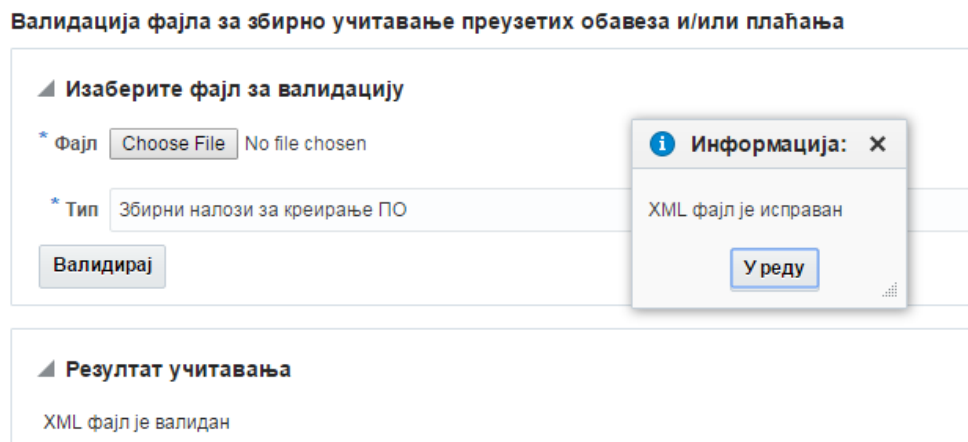 Валидација фајла за збирно учитавање преузетих обавеза и/или плаћања
Изаберите фајл за валидацију
* Фајл Choose File No file chosen
Информација:
* Тип Збирни налози за креирање ПО
XML фајл је исправан
Валидирај
У реду
Резултат учитавања
XML фајл је валидан